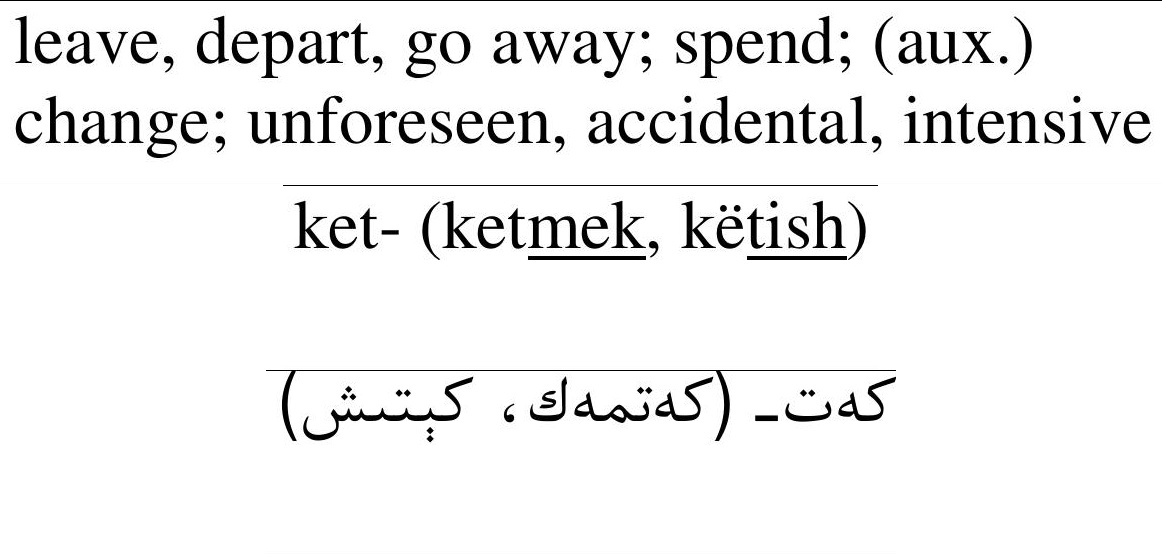 leave, depart, go away; spend; (aux.)
change; unforeseen, accidental, intensive
ket- (ketmek, këtish)
كەت- (كەتمەك، كېتىش)